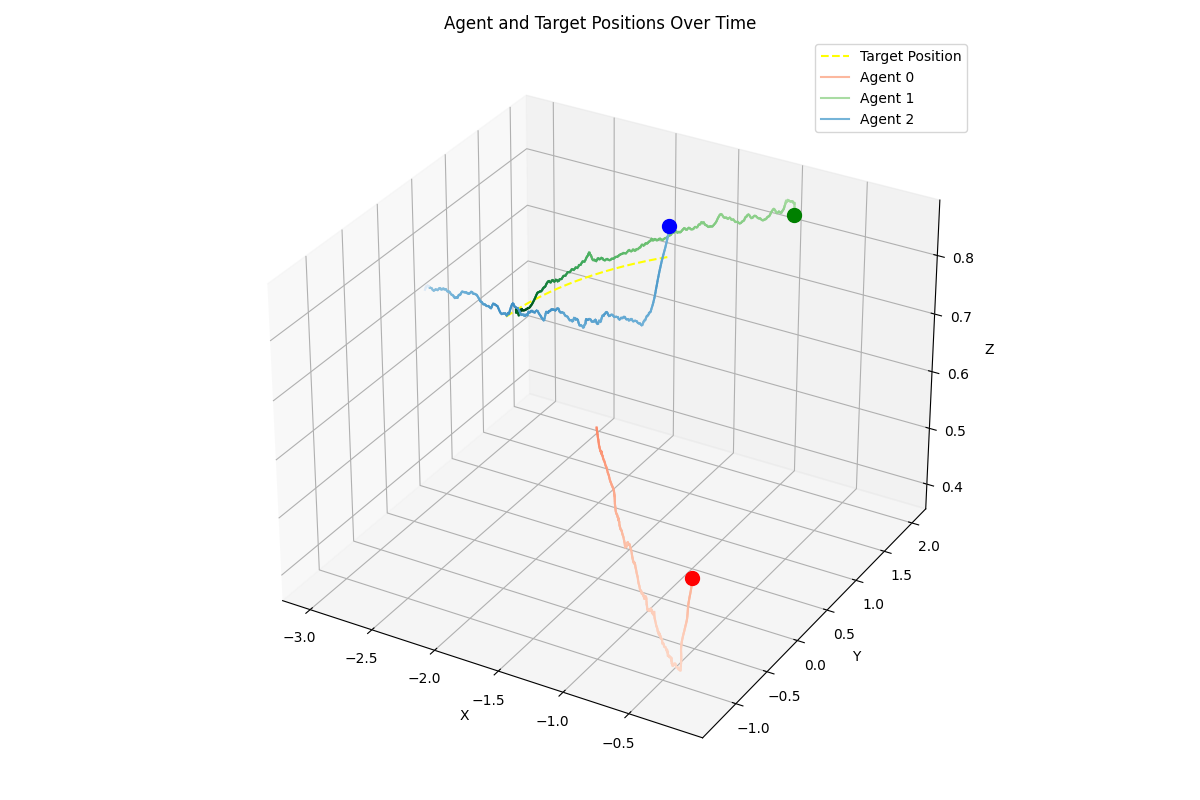 Agent and Target Positions Over Time
Target Position
Agent 0
Agent 1
Agent 2
0.8
0.7
Z
0.6
0.5
0.4
2.0
1.5
1.0
0.5
Y
0.0
−0.5
−1.0
−3.0
−2.5
−2.0
−1.5
X
−1.0
−0.5